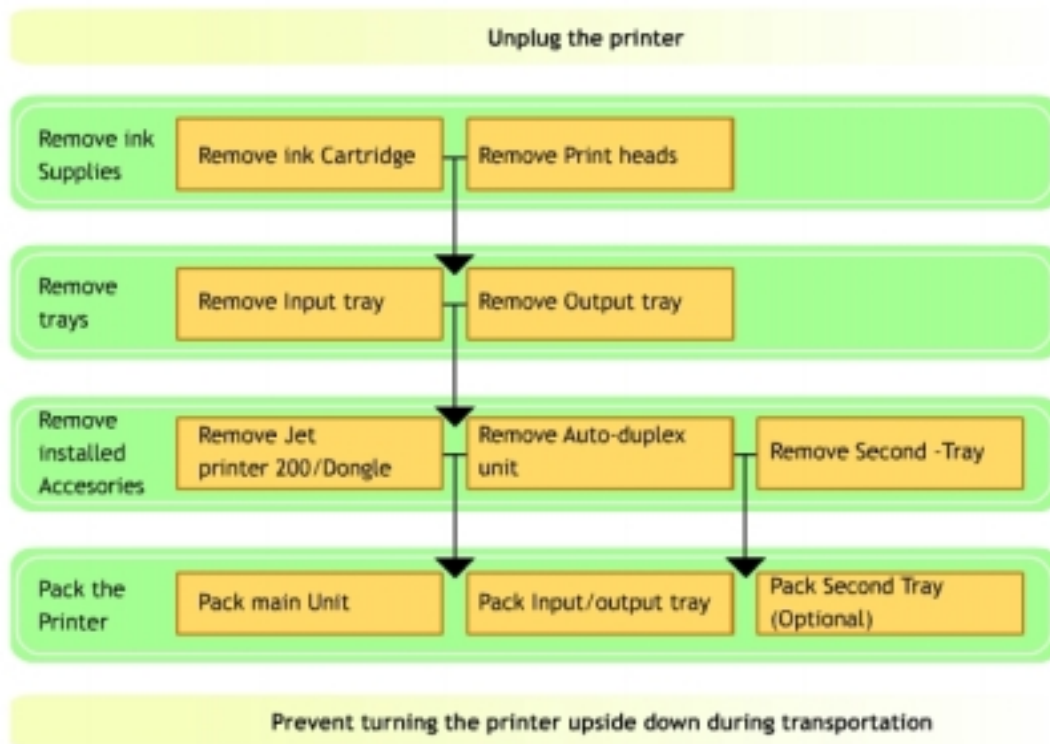 Unplug the printer
Remove ink
Supplies
Remove ink Cartridge
Remove Print heads
Remove
trays
Remove Input tray
Remove Output tray
Remove
installed
Accesories
Remove Jet
printer 200/Dongle
Remove Auto-duplex
unit
Remove Second -Tray
Pack the
Printer
Pack main Unit
Pack Input/output tray
Pack Second Tray
(Optional)
Prevent turning the printer upside down during transportation